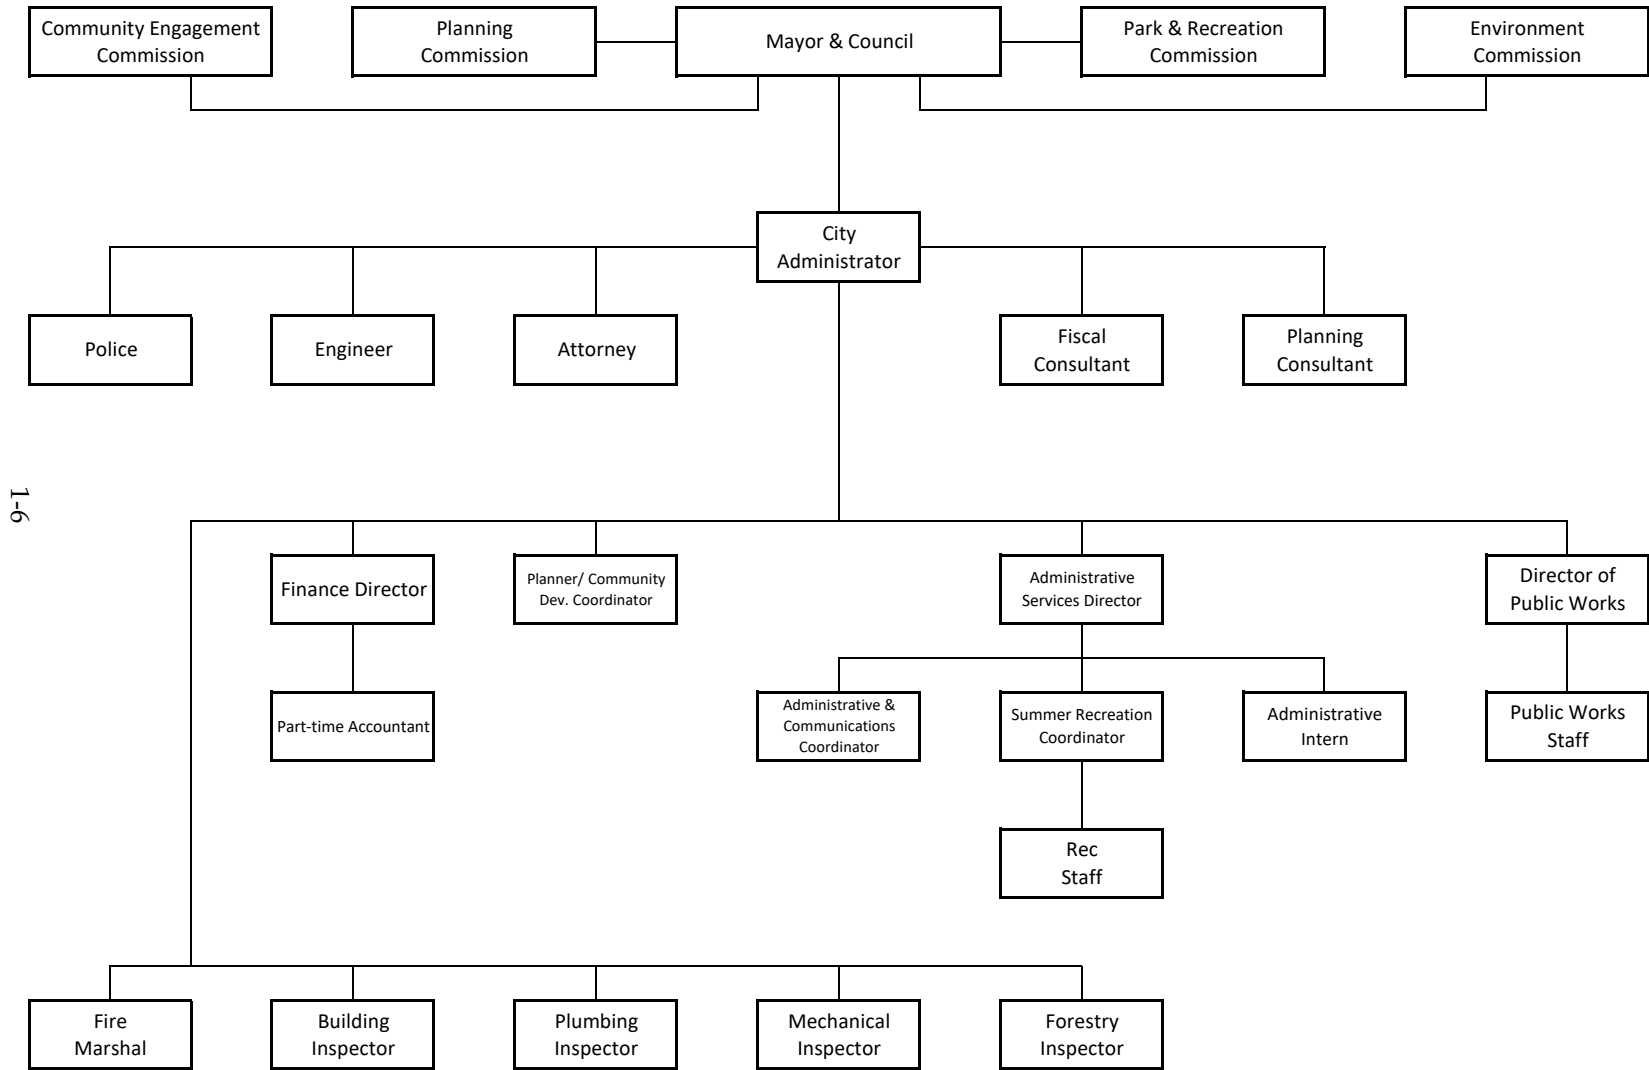 Community Engagement
Commission
Planning
Commission
Mayor & Council
Park & Recreation
Commission
Environment
Commission
City
Administrator
Police
Engineer
Attorney
Fiscal
Consultant
Planning
Consultant
1-6
Finance Director
Planner/ Community
Dev. Coordinator
Administrative
Services Director
Director of
Public Works
Part-time Accountant
Administrative &
Communications
Coordinator
Summer Recreation
Coordinator
Administrative
Intern
Public Works
Staff
Rec
Staff
Fire
Marshal
Building
Inspector
Plumbing
Inspector
Mechanical
Inspector
Forestry
Inspector